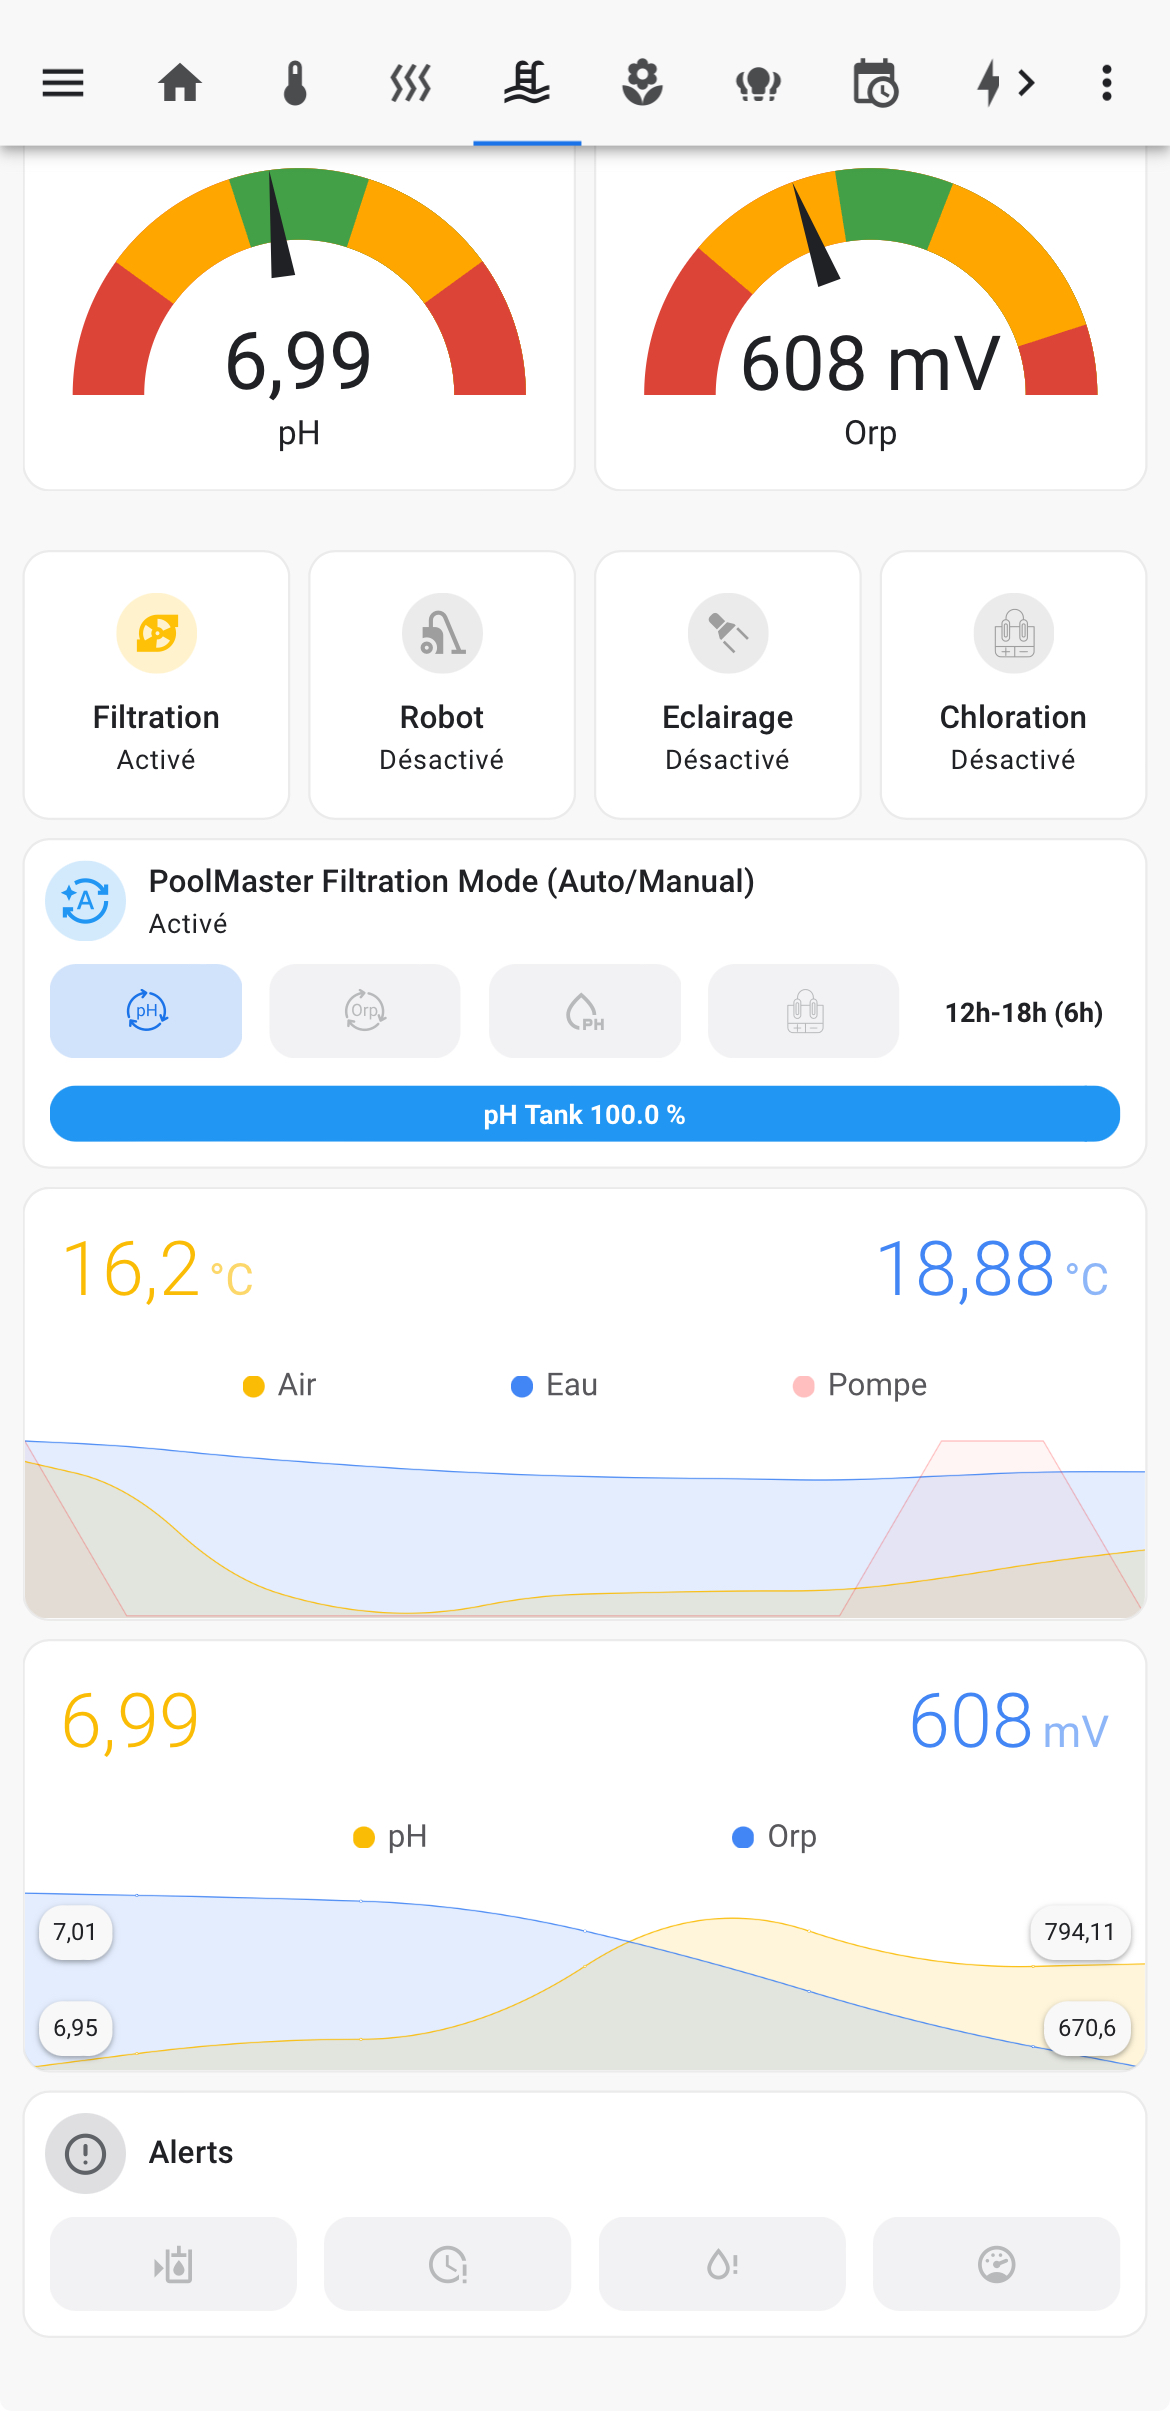 6,99
pH
608 mV
Orp
Filtration
Activé
Robot
Désactivé
Eclairage
Désactivé
Chloration
Désactivé
A
PoolMaster Filtration Mode (Auto/Manual)
Activé
pH
Orp
PH
12h-18h (6h)
pH Tank 100.0 %
16,2 °C
18,88 °C
Air
Eau
Pompe
6,99
608 mV
pH
Orp
7,01
794,11
6,95
670,6
Alerts